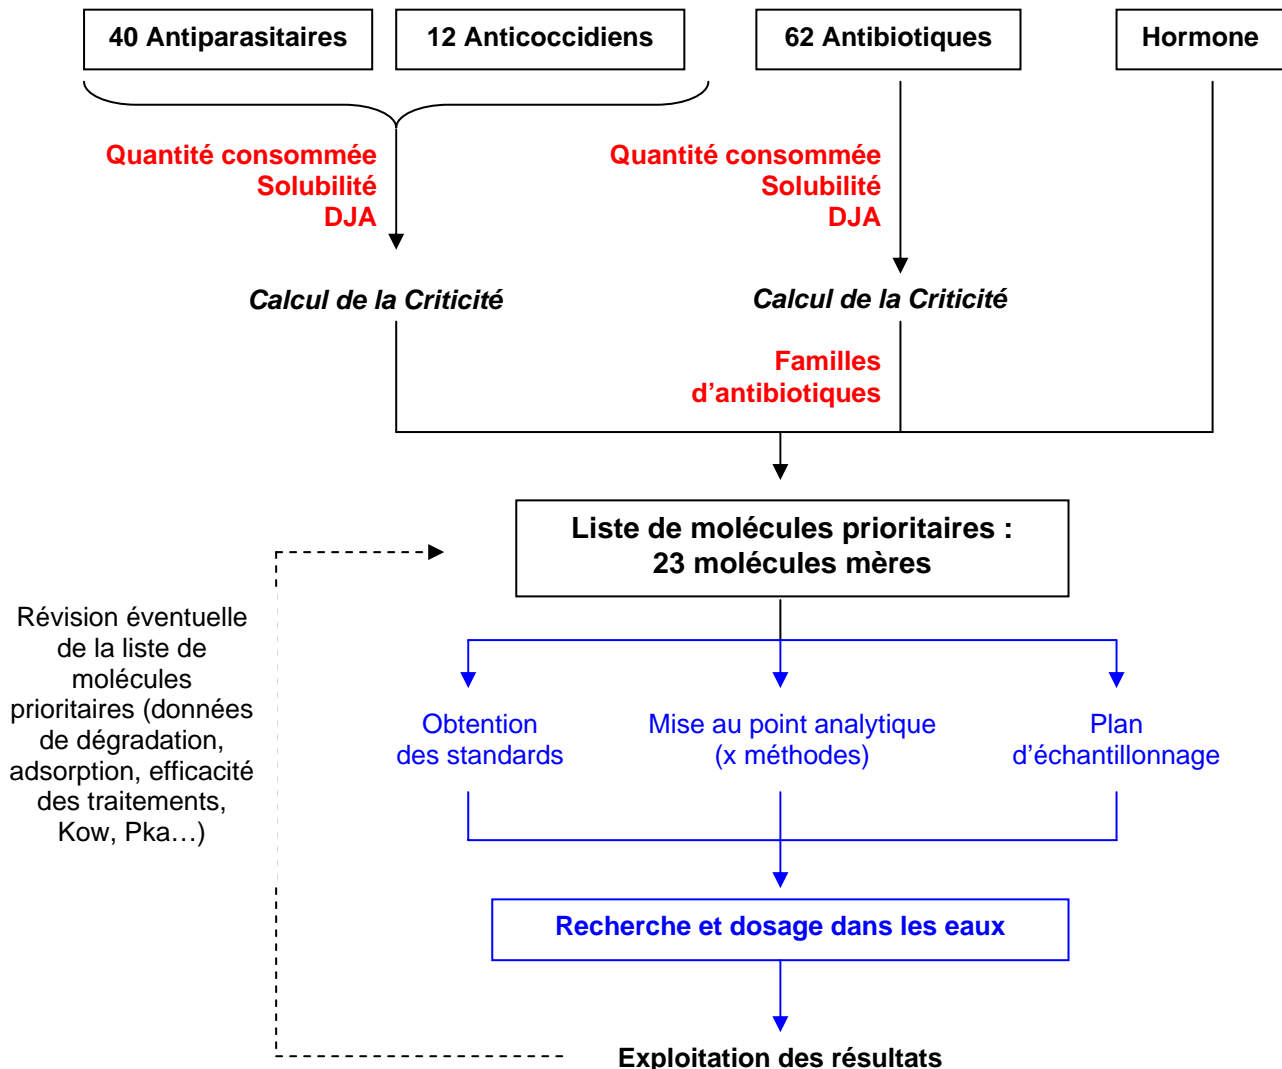 40 Antiparasitaires
12 Anticoccidiens
62 Antibiotiques
Hormone
Quantité consommée
Solubilité
DJA
Quantité consommée
Solubilité
DJA
Calcul de la Criticité
Calcul de la Criticité
Familles
d’antibiotiques
Liste de molécules prioritaires :
23 molécules mères
Révision éventuelle
de la liste de
molécules
prioritaires (données
de dégradation,
adsorption, efficacité
des traitements,
Kow, Pka…)
Obtention
des standards
Mise au point analytique
(x méthodes)
Plan
d’échantillonnage
Recherche et dosage dans les eaux
Exploitation des résultats